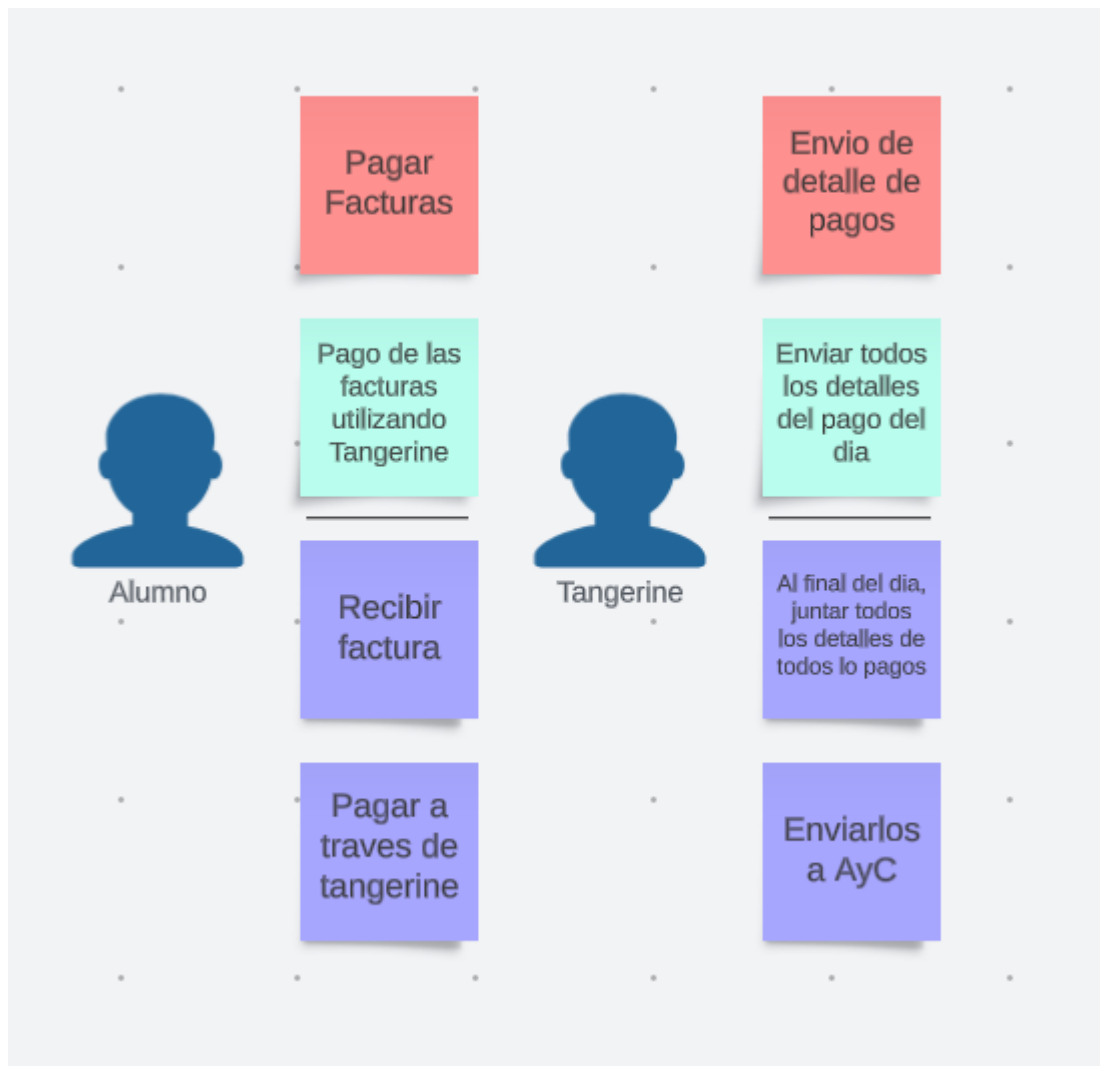 Pagar
Facturas
Pago de las
facturas
utilizando
Tangerine
Alumno
Recibir
factura
Pagar a
traves de
tangerine
Envio de
detalle de
pagos
Enviar todos
los detalles
del pago del
dia
Tangerine
Al final del dia,
juntar todos
los detalles de
todos lo pagos
Enviarlos
a AyC